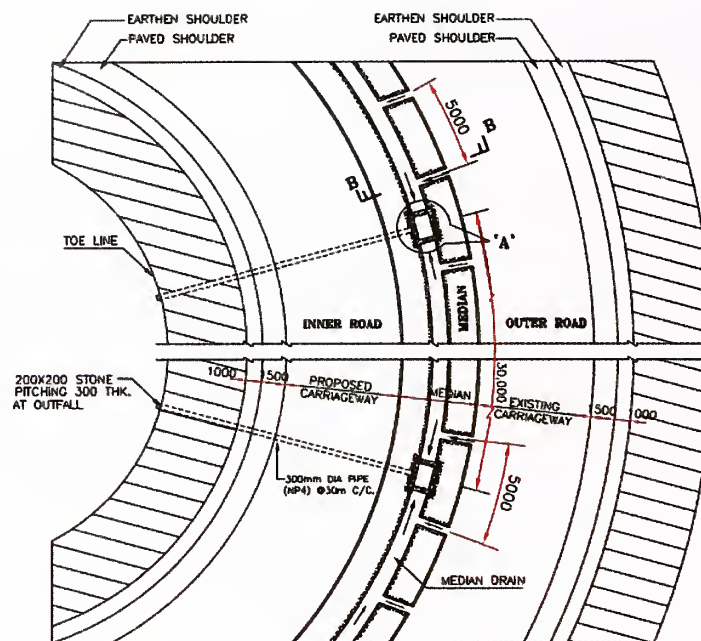 EARTHEN SHOULDER
PAVED SHOULDER
EARTHEN SHOULDER
PAVED SHOULDER
5000
B
B
'A'
TOE LINE
INNER ROAD
MEDIAN
OUTER ROAD
200X200 STONE
PITCHING 300 THK.
AT OUTFALL
1000
1500
PROPOSED
CARRIAGEWAY
MEDIAN
30,000
EXISTING
CARRIAGEWAY
1500
1000
300mm DIA PIPE
(NP4) @30m C/C.
5000
MEDIAN DRAIN